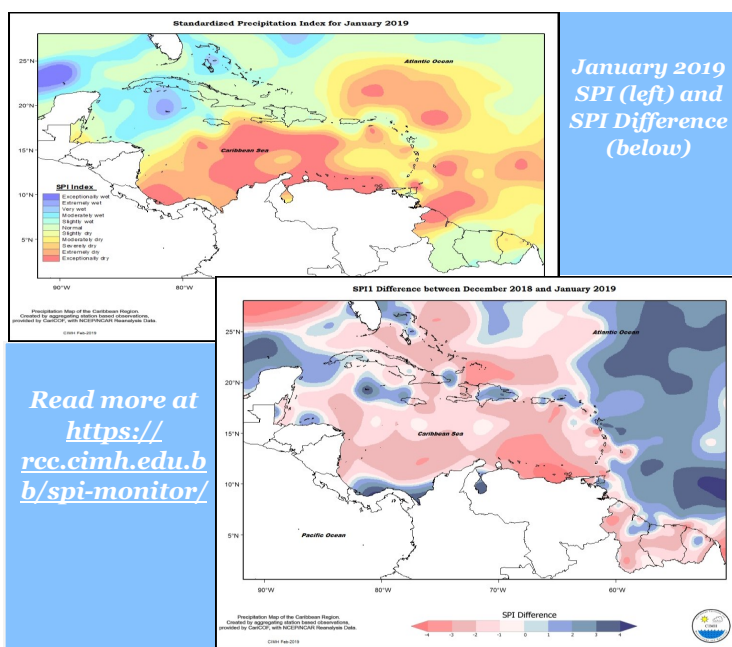 Standardized Precipitation Index for January 2019
25°N
20°N
15°N
10°N
5°N
90°W
80°W
Atlantic Ocean
Caribbean Sea
SPI Index
Exceptionally wet
Extremely wet
Very wet
Moderately wet
Slightly wet
Normal
Slightly dry
Moderately dry
Severely dry
Extremely dry
Exceptionally dry
Precipitation Map of the Caribbean Region.
Created by aggregating station based observations,
provided by CariCOF, with NCEP/NCAR Reanalysis Data.
CIMH Feb-2019
January 2019
SPI (left) and
SPI Difference
(below)
SPI1 Difference between December 2018 and January 2019
25°N
20°N
15°N
10°N
5°N
90°W
80°W
70°W
60°W
Atlantic Ocean
Caribbean Sea
Pacific Ocean
Precipitation Map of the Caribbean Region.
Created by aggregating station based observations,
provided by CariCOF, with NCEP/NCAR Reanalysis Data.
CIMH Feb-2019
SPI Difference
-4 -3 -2 -1 0 1 2 3 4
CIMH
Read more at
https://
rcc.cimh.edu.b
b/spi-monitor/